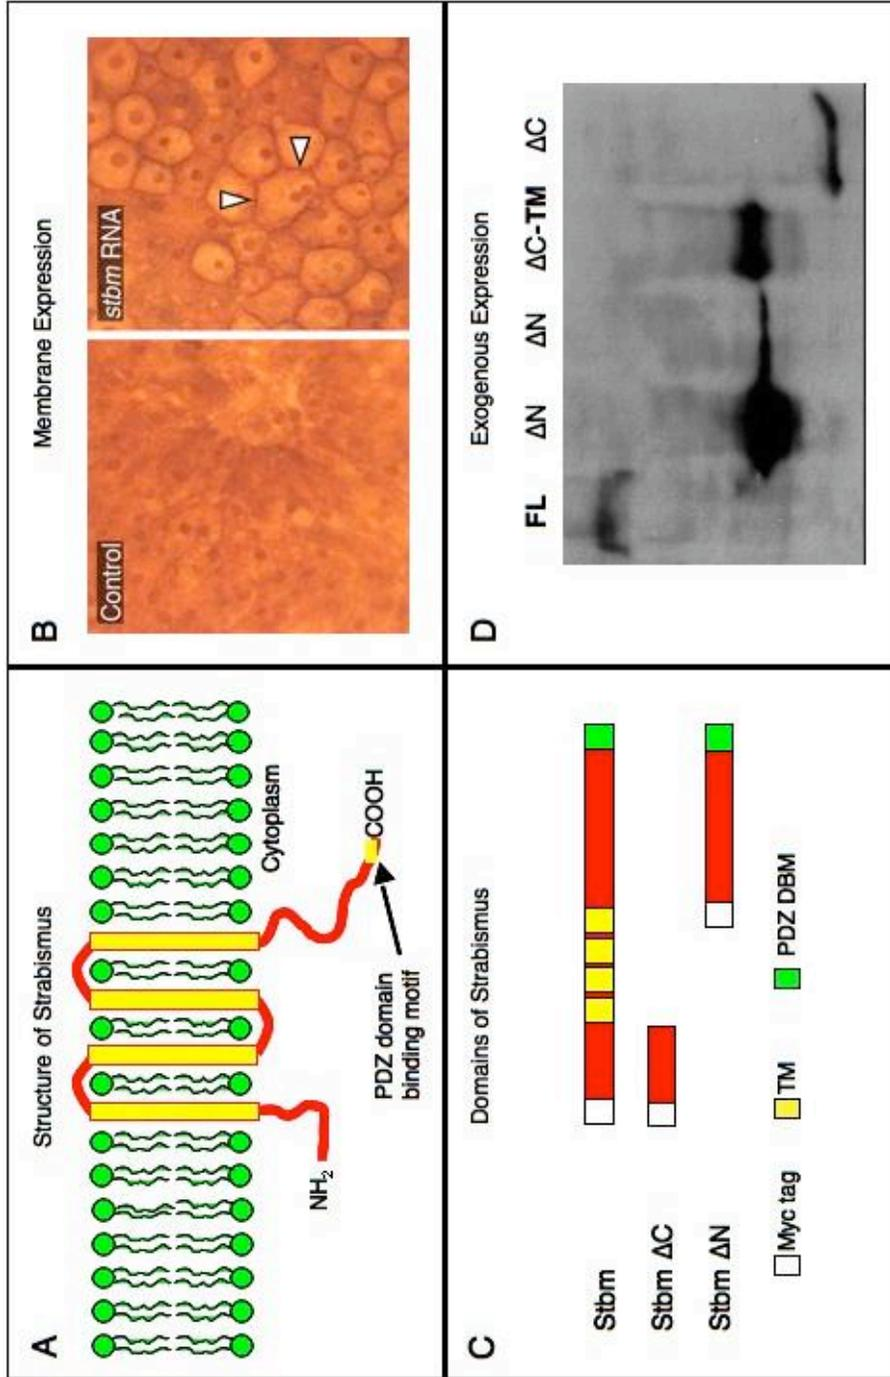 A
Structure of Strabismus
Cytoplasm
NH2
COOH
PDZ domain
binding motif
B
Membrane Expression
Control
stbm RNA
C
Domains of Strabismus
Stbm
Stbm ΔC
Stbm ΔN
Myc tag
TM
PDZ DBM
D
Exogenous Expression
FL ΔN ΔN ΔC-TM ΔC